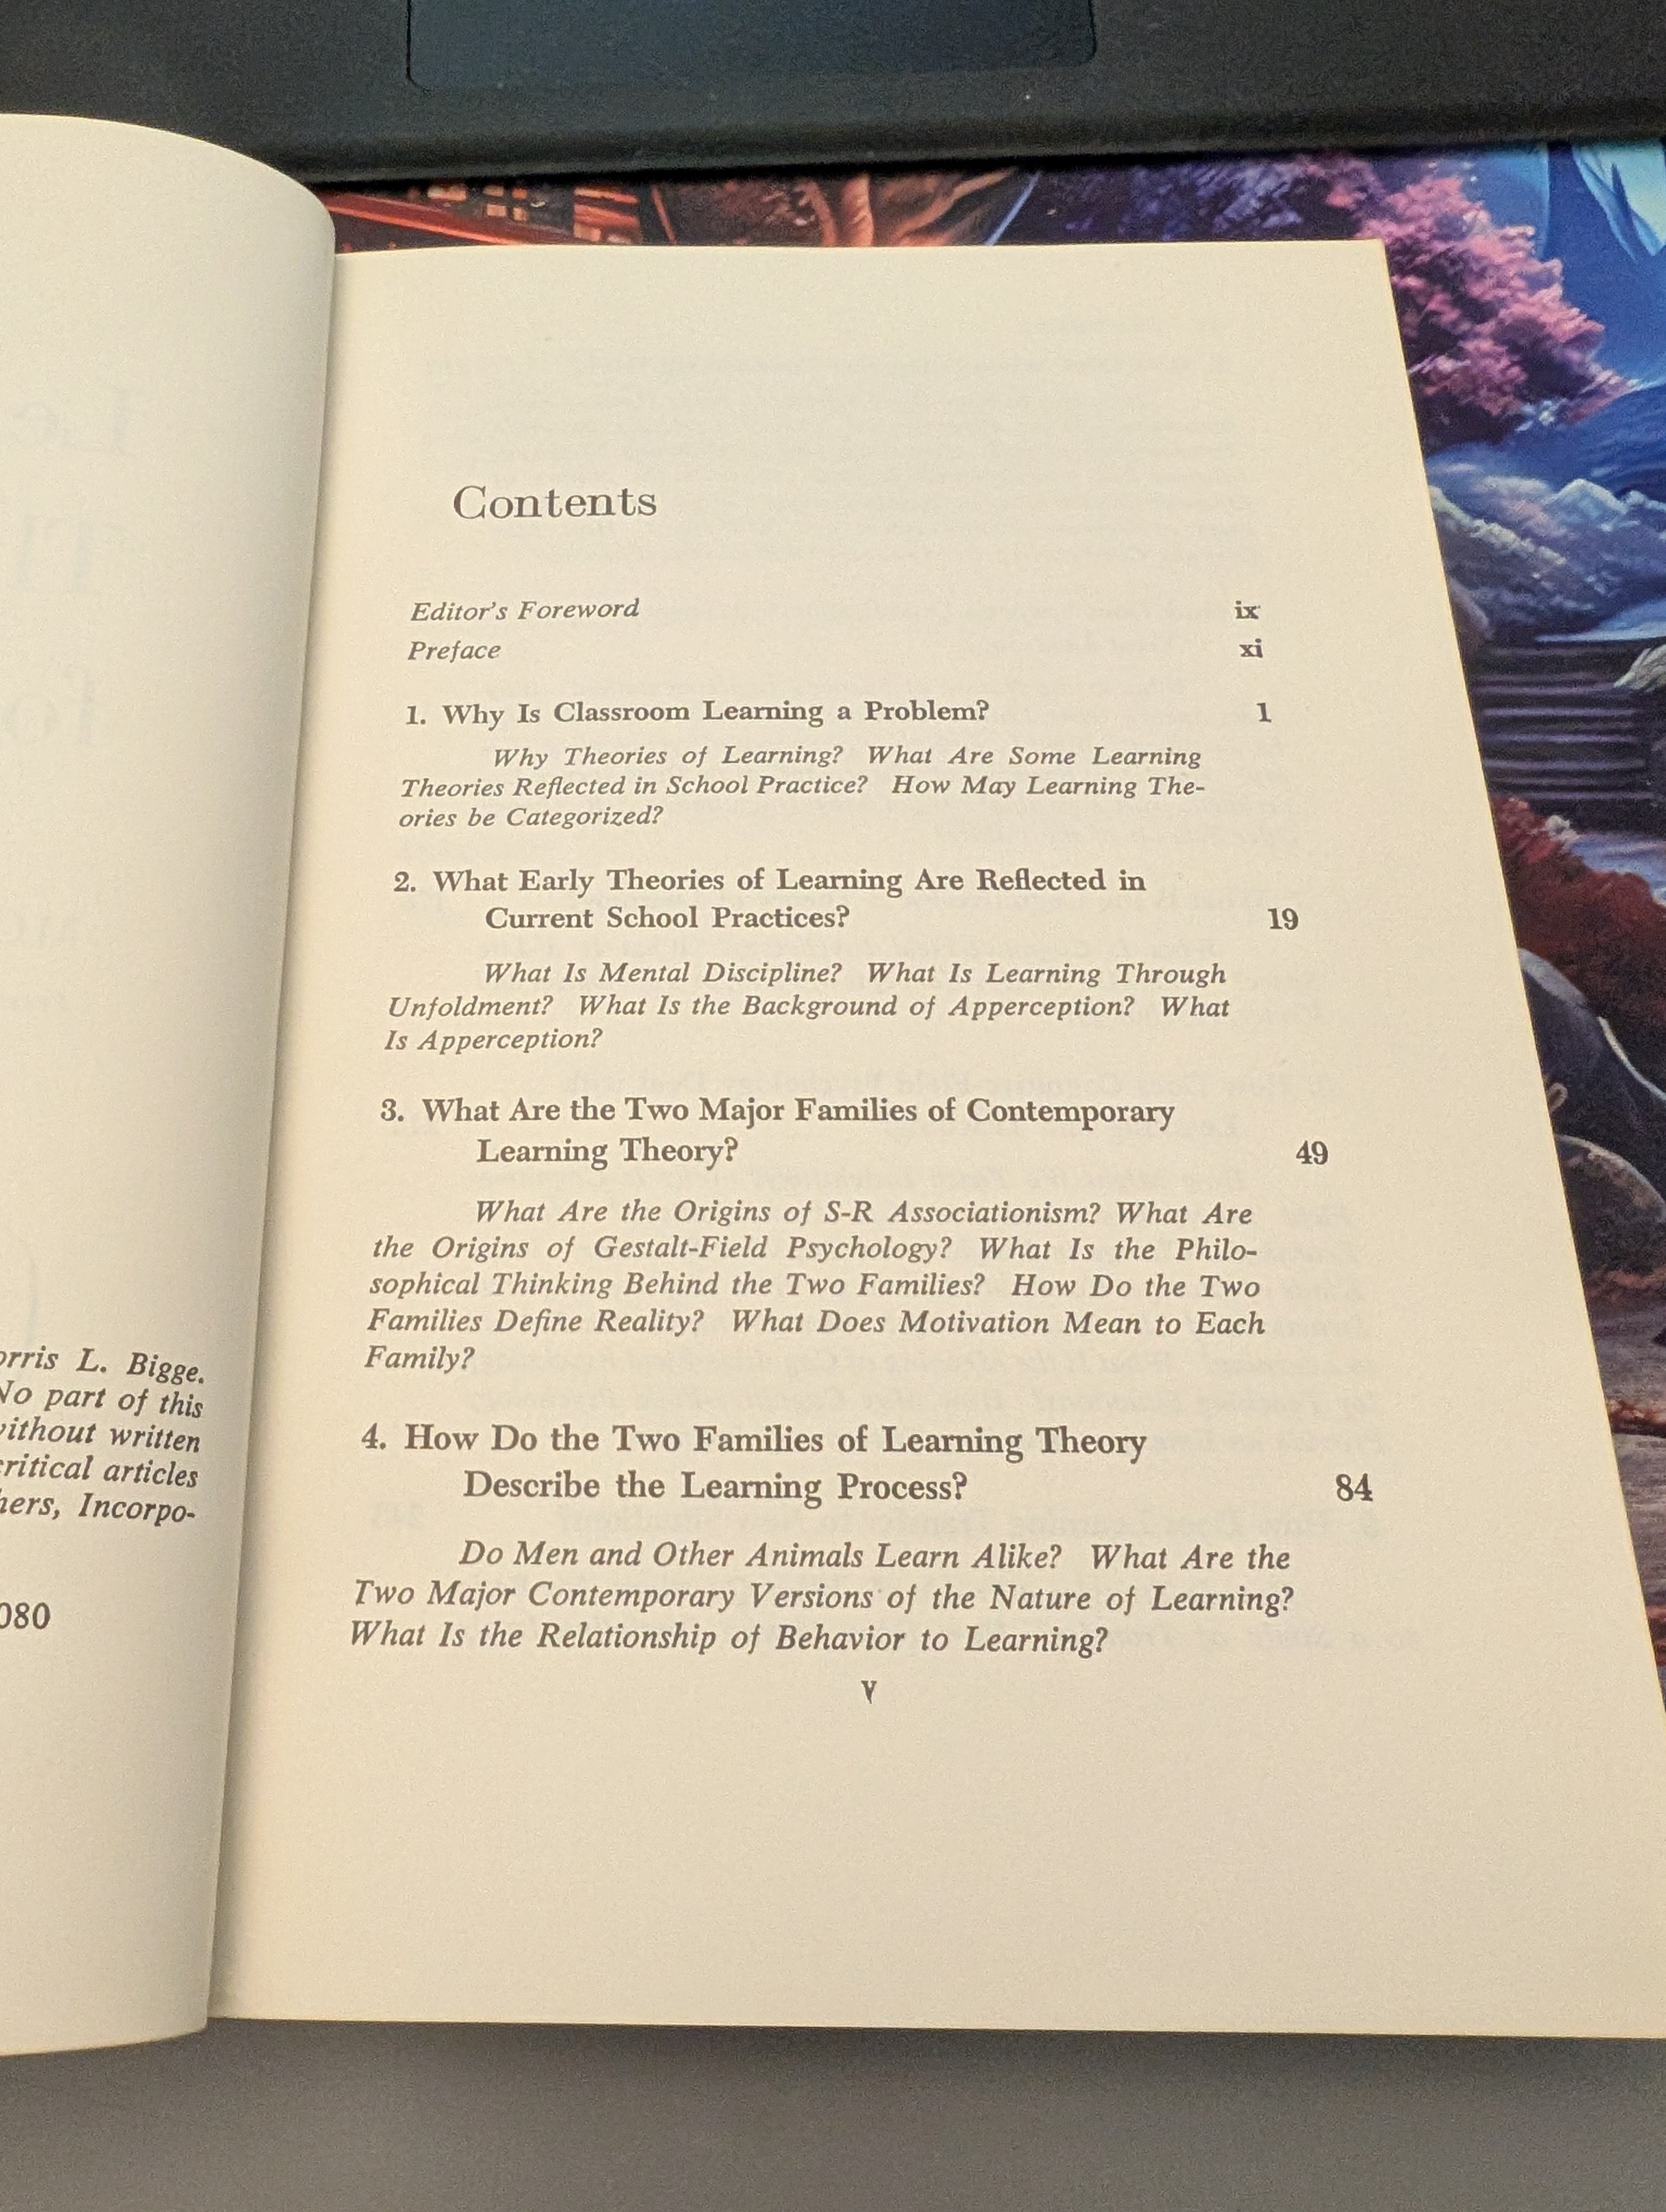 orris L. Bigge.
No part of this
without written
critical articles
hers, Incorpo-
080
Contents
Editor's Foreword ix
Preface xi
1. Why Is Classroom Learning a Problem? 1
Why Theories of Learning? What Are Some Learning
Theories Reflected in School Practice? How May Learning The-
ories be Categorized?
2. What Early Theories of Learning Are Reflected in
Current School Practices? 19
What Is Mental Discipline? What Is Learning Through
Unfoldment? What Is the Background of Apperception? What
Is Apperception?
3. What Are the Two Major Families of Contemporary
Learning Theory? 49
What Are the Origins of S-R Associationism? What Are
the Origins of Gestalt-Field Psychology? What Is the Philo-
sophical Thinking Behind the Two Families? How Do the Two
Families Define Reality? What Does Motivation Mean to Each
Family?
4. How Do the Two Families of Learning Theory
Describe the Learning Process? 84
Do Men and Other Animals Learn Alike? What Are the
Two Major Contemporary Versions of the Nature of Learning?
What Is the Relationship of Behavior to Learning?
v